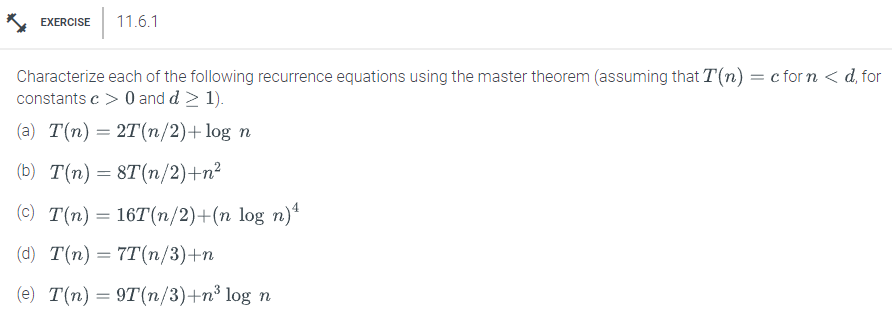 EXERCISE 11.6.1
Characterize each of the following recurrence equations using the master theorem (assuming that T(n) = c for n < d, for
constants c > 0 and d ≥ 1).
(a) T(n) = 2T(n/2)+ log n
(b) T(n) = 8T(n/2)+n²
(c) T(n) = 16T(n/2)+(n log n)⁴
(d) T(n) = 7T(n/3)+n
(e) T(n) = 9T(n/3)+n³ log n